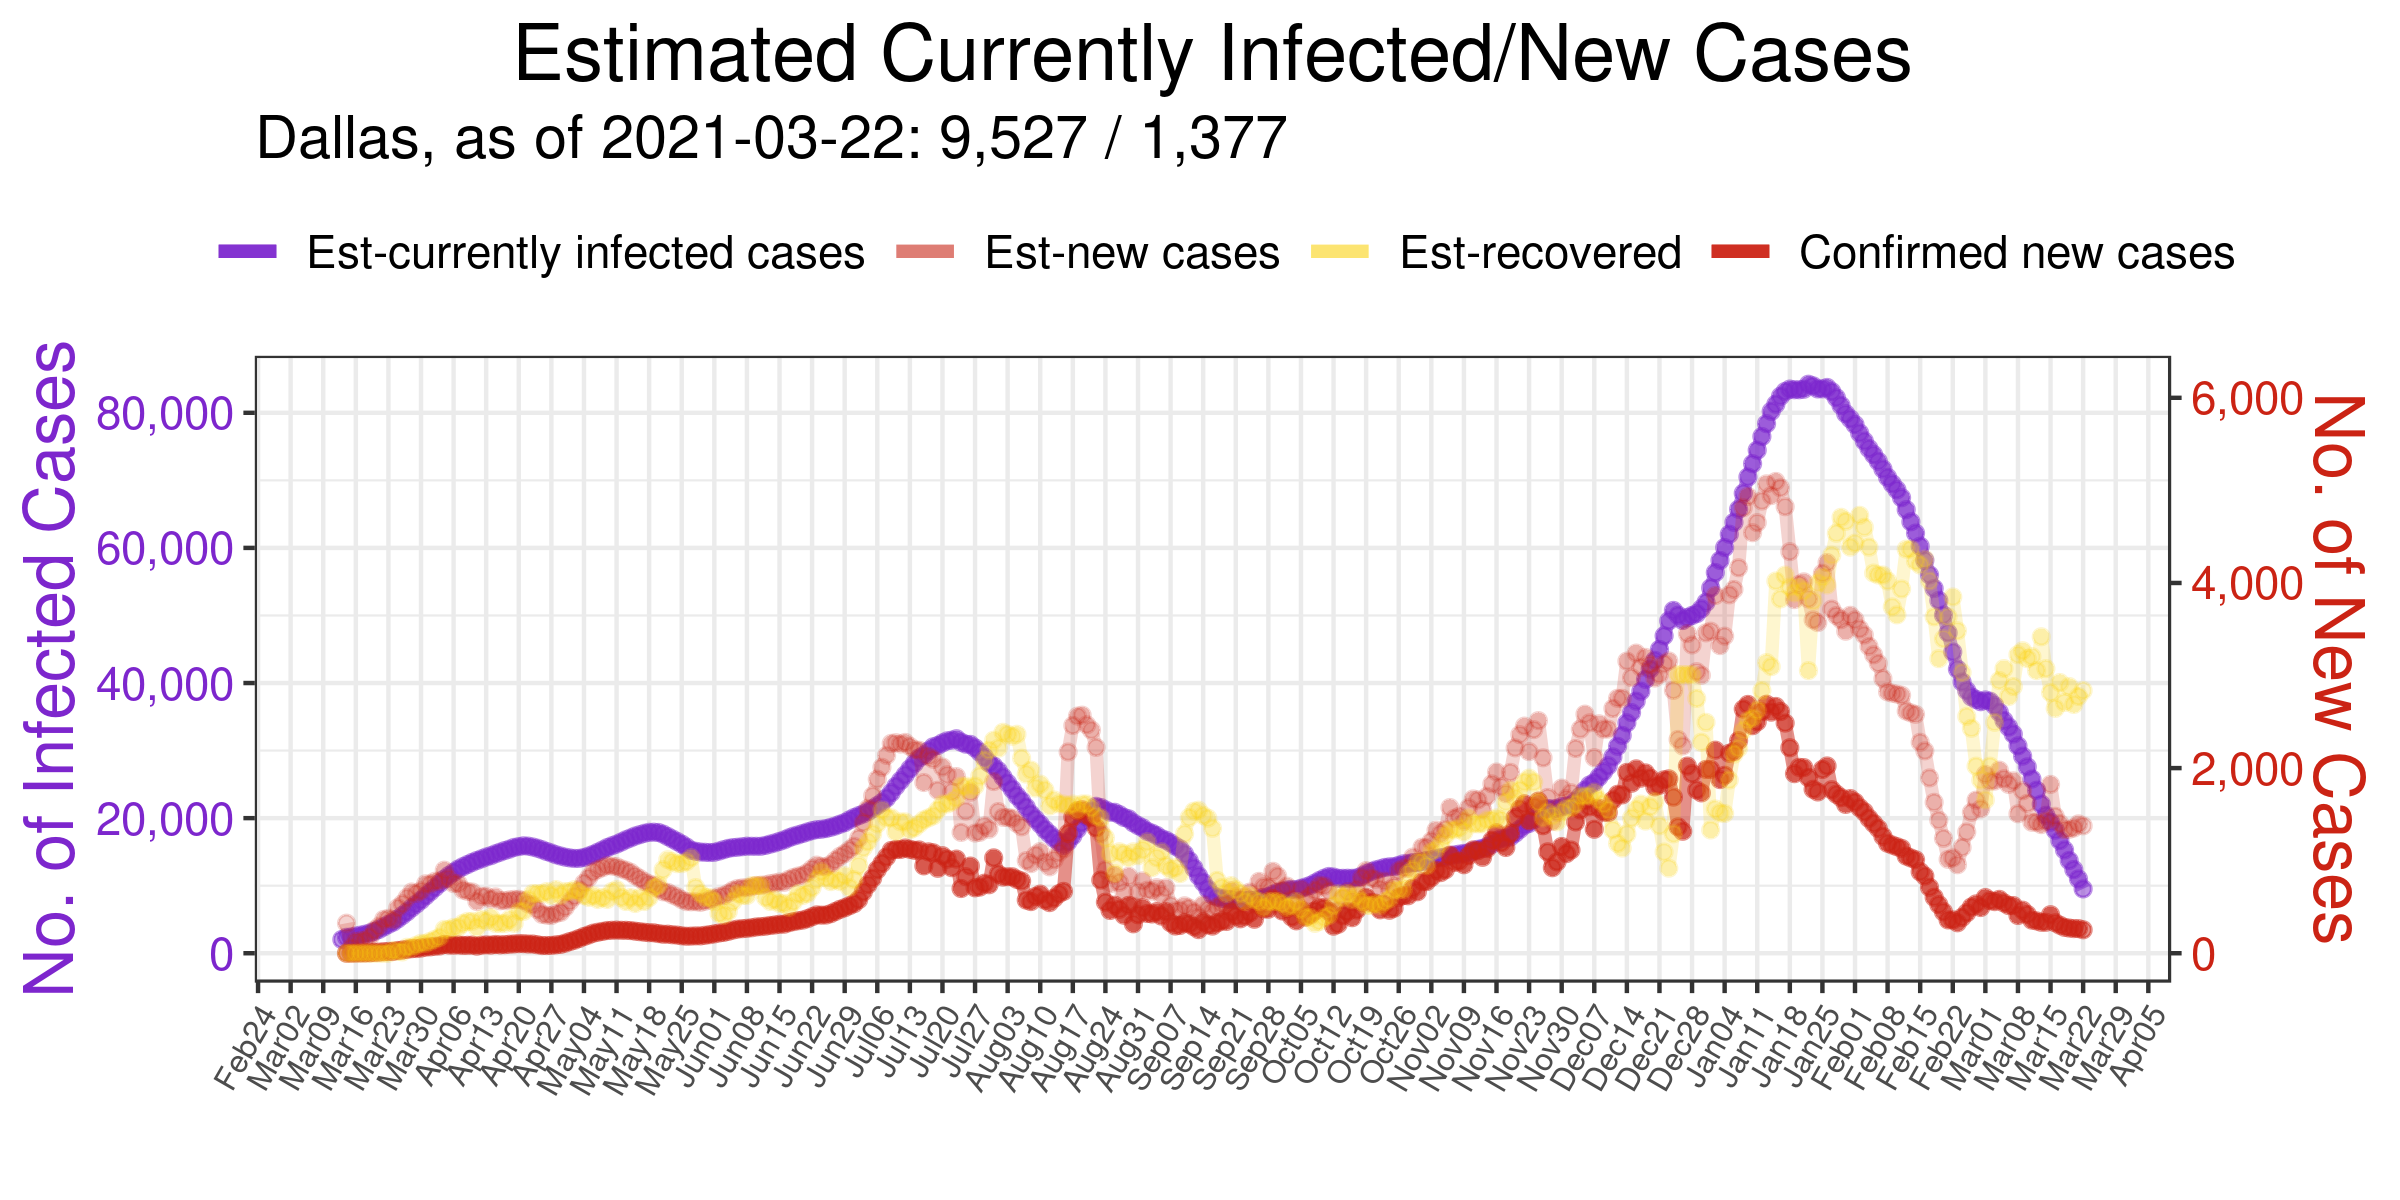 Estimated Currently Infected/New Cases
Dallas, as of 2021-03-22: 9,527 / 1,377
Est-currently infected cases Est-new cases Est-recovered Confirmed new cases
No. of Infected Cases
80,000
60,000
40,000
20,000
0
6,000
4,000
2,000
0
No. of New Cases
Feb24
Mar02
Mar09
Mar16
Mar23
Mar30
Apr06
Apr13
Apr20
Apr27
May04
May11
May18
May25
Jun01
Jun08
Jun15
Jun22
Jun29
Jul06
Jul13
Jul20
Jul27
Aug03
Aug10
Aug17
Aug24
Aug31
Sep07
Sep14
Sep21
Sep28
Oct05
Oct12
Oct19
Oct26
Nov02
Nov09
Nov16
Nov23
Nov30
Dec07
Dec14
Dec21
Dec28
Jan04
Jan11
Jan18
Jan25
Feb01
Feb08
Feb15
Feb22
Mar01
Mar08
Mar15
Mar22
Mar29
Apr05